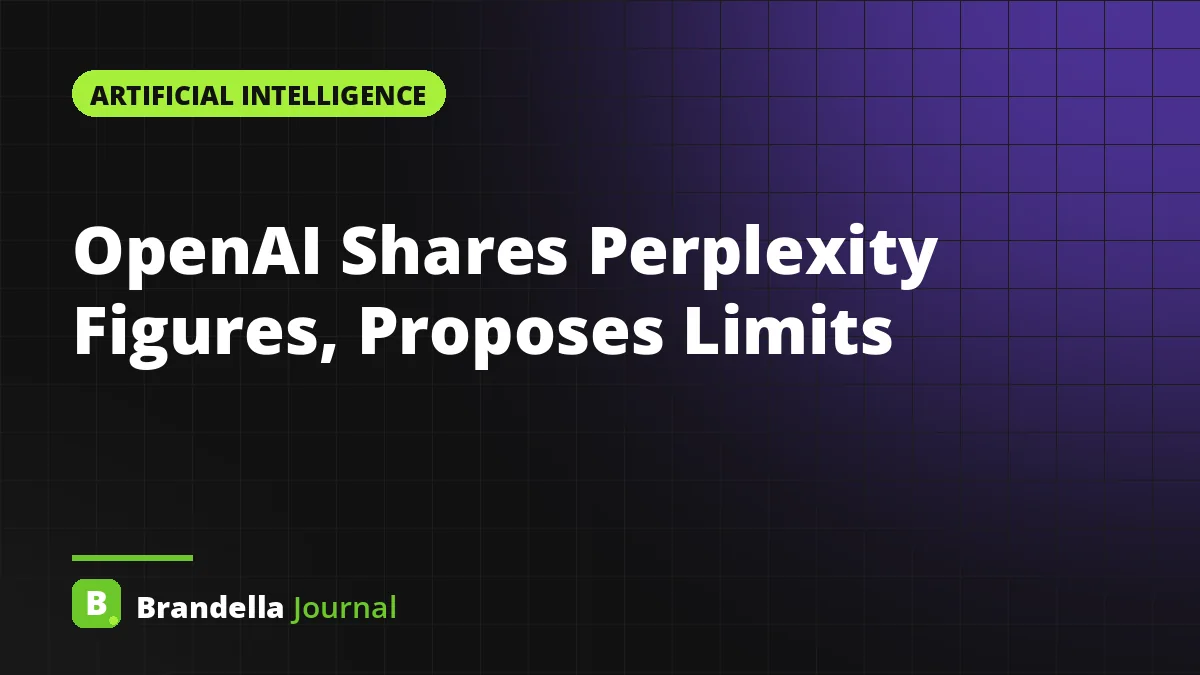 ARTIFICIAL INTELLIGENCE
OpenAI Shares Perplexity
Figures, Proposes Limits
B
Brandella Journal